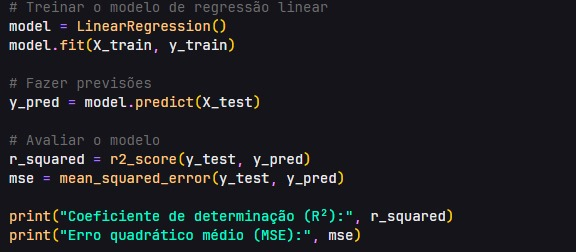 # Treinar o modelo de regressão linear
model = LinearRegression()
model.fit(X_train, y_train)
# Fazer previsões
y_pred = model.predict(X_test)
# Avaliar o modelo
r_squared = r2_score(y_test, y_pred)
mse = mean_squared_error(y_test, y_pred)
print("Coeficiente de determinação (R²):", r_squared)
print("Erro quadrático médio (MSE):", mse)